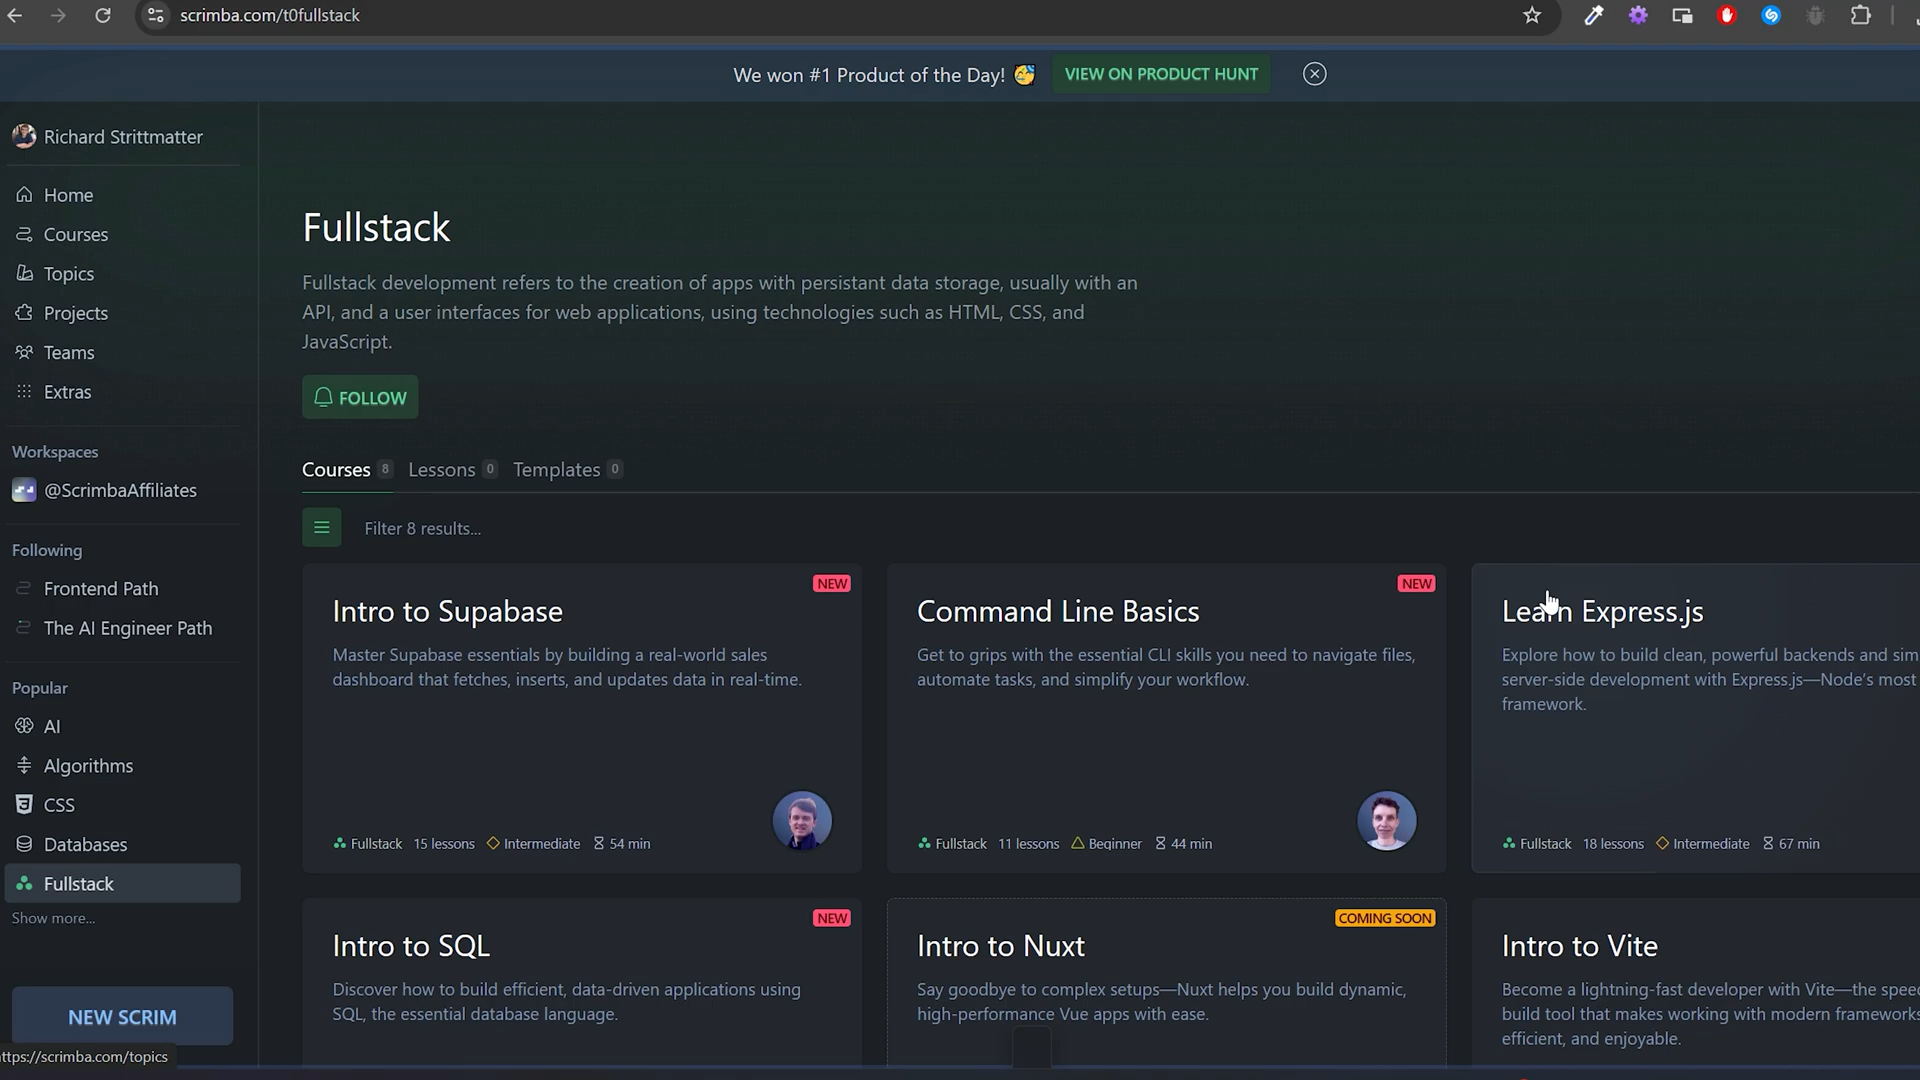 scrimba.com/t0fullstack
We won #1 Product of the Day! 🥳 VIEW ON PRODUCT HUNT
Richard Strittmatter
Home
Courses
Topics
Projects
Teams
Extras
Workspaces
@ScrimbaAffiliates
Following
Frontend Path
The AI Engineer Path
Popular
AI
Algorithms
CSS
Databases
Fullstack
Show more...
NEW SCRIM
ttps://scrimba.com/topics
Fullstack
Fullstack development refers to the creation of apps with persistant data storage, usually with an
API, and a user interfaces for web applications, using technologies such as HTML, CSS, and
JavaScript.
FOLLOW
Courses 8 Lessons 0 Templates 0
Filter 8 results...
NEW
Intro to Supabase
Master Supabase essentials by building a real-world sales
dashboard that fetches, inserts, and updates data in real-time.
Fullstack 15 lessons Intermediate 54 min
NEW
Command Line Basics
Get to grips with the essential CLI skills you need to navigate files,
automate tasks, and simplify your workflow.
Fullstack 11 lessons Beginner 44 min
Learn Express.js
Explore how to build clean, powerful backends and sim
server-side development with Express.js—Node's most
framework.
Fullstack 18 lessons Intermediate 67 min
NEW
Intro to SQL
Discover how to build efficient, data-driven applications using
SQL, the essential database language.
COMING SOON
Intro to Nuxt
Say goodbye to complex setups—Nuxt helps you build dynamic,
high-performance Vue apps with ease.
Intro to Vite
Become a lightning-fast developer with Vite—the spee
build tool that makes working with modern frameworks
efficient, and enjoyable.